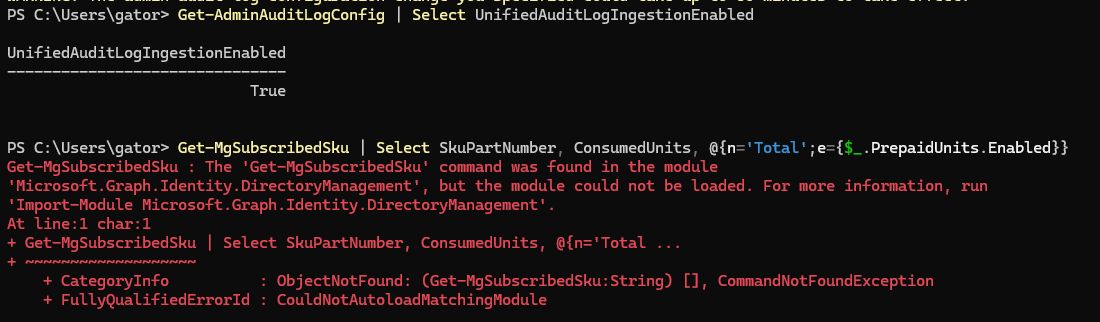 PS C:\Users\gator> Get-AdminAuditLogConfig | Select UnifiedAuditLogIngestionEnabled
UnifiedAuditLogIngestionEnabled
-------------------------------
True
PS C:\Users\gator> Get-MgSubscribedSku | Select SkuPartNumber, ConsumedUnits, @{n='Total';e={$_.PrepaidUnits.Enabled}}
Get-MgSubscribedSku : The 'Get-MgSubscribedSku' command was found in the module
'Microsoft.Graph.Identity.DirectoryManagement', but the module could not be loaded. For more information, run
'Import-Module Microsoft.Graph.Identity.DirectoryManagement'.
At line:1 char:1
+ Get-MgSubscribedSku | Select SkuPartNumber, ConsumedUnits, @{n='Total ...
+ ~~~~~~~~~~~~~~~~~~~
+ CategoryInfo : ObjectNotFound: (Get-MgSubscribedSku:String) [], CommandNotFoundException
+ FullyQualifiedErrorId : CouldNotAutoloadMatchingModule